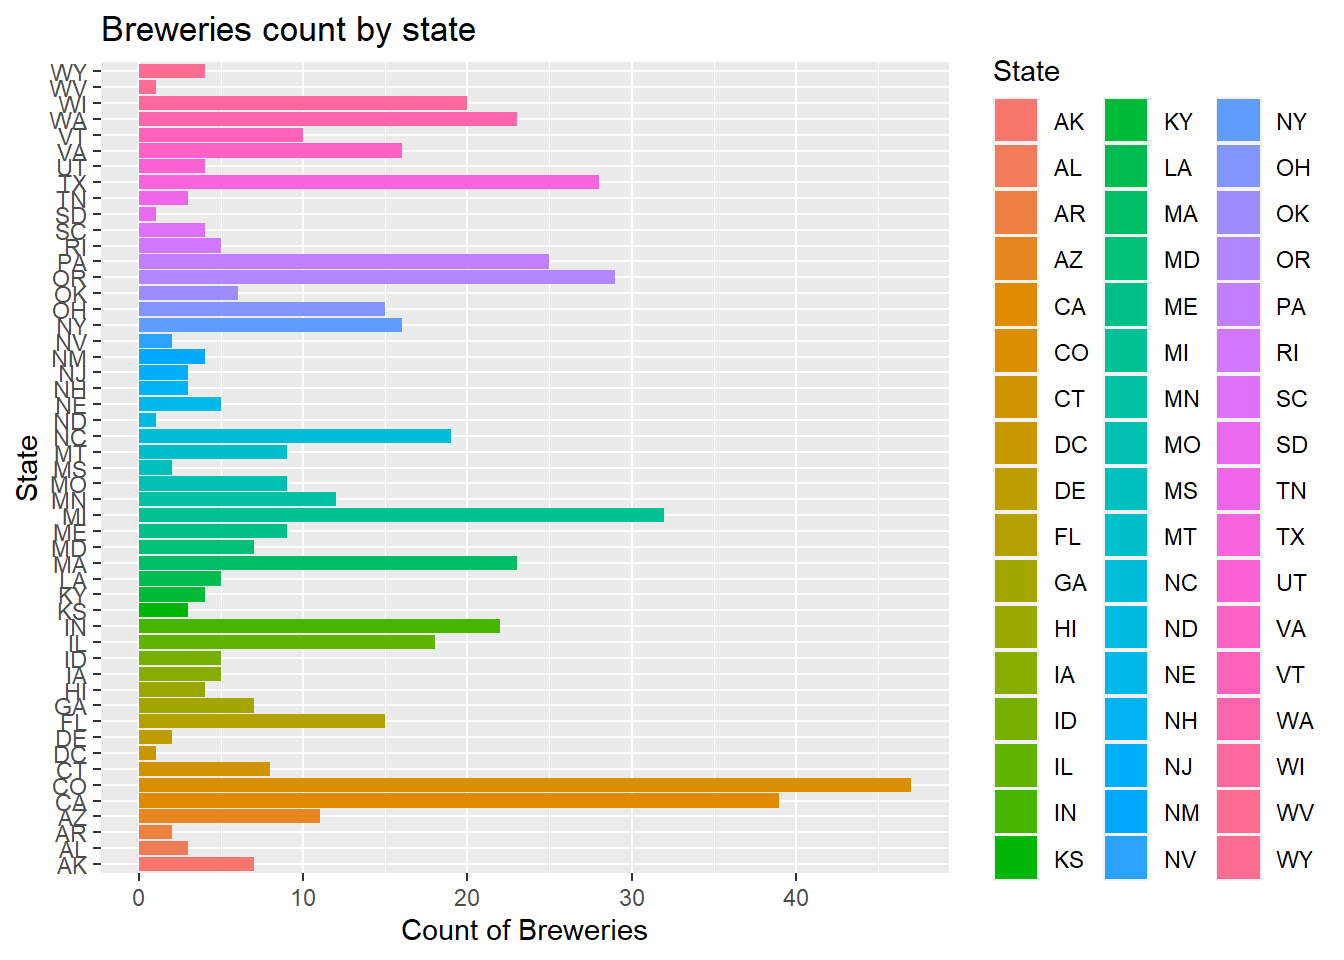 Breweries count by state
WY
WV
WI
WA
VT
VA
UT
TX
TN
SD
SC
RI
PA
OR
OK
OH
NY
NV
NM
NJ
NH
NE
ND
NC
MT
MS
MO
MN
MI
ME
MD
MA
LA
KY
KS
IN
IL
ID
IA
HI
GA
FL
DE
DC
CT
CO
CA
AZ
AR
AL
AK
State
0 10 20 30 40
Count of Breweries
State
AK KY NY
AL LA OH
AR MA OK
AZ MD OR
CA ME PA
CO MI RI
CT MN SC
DC MO SD
DE MS TN
FL MT TX
GA NC UT
HI ND VA
IA NE VT
ID NH WA
IL NJ WI
IN NM WV
KS NV WY